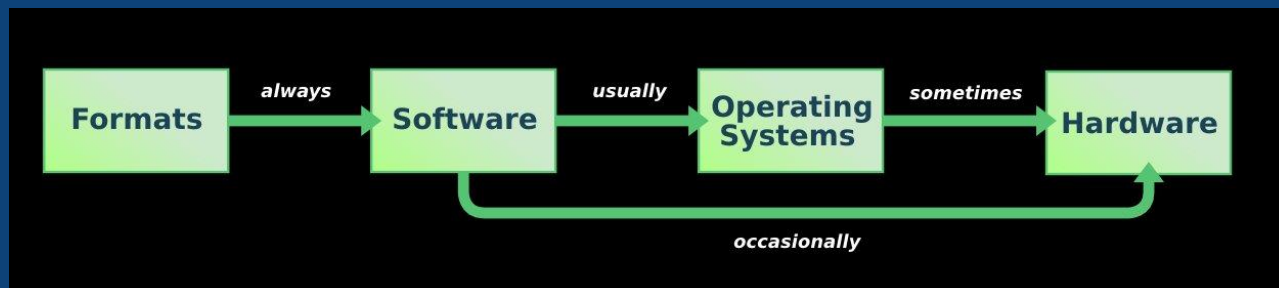 always
usually
sometimes
Formats
Software
Operating
Systems
Hardware
occasionally